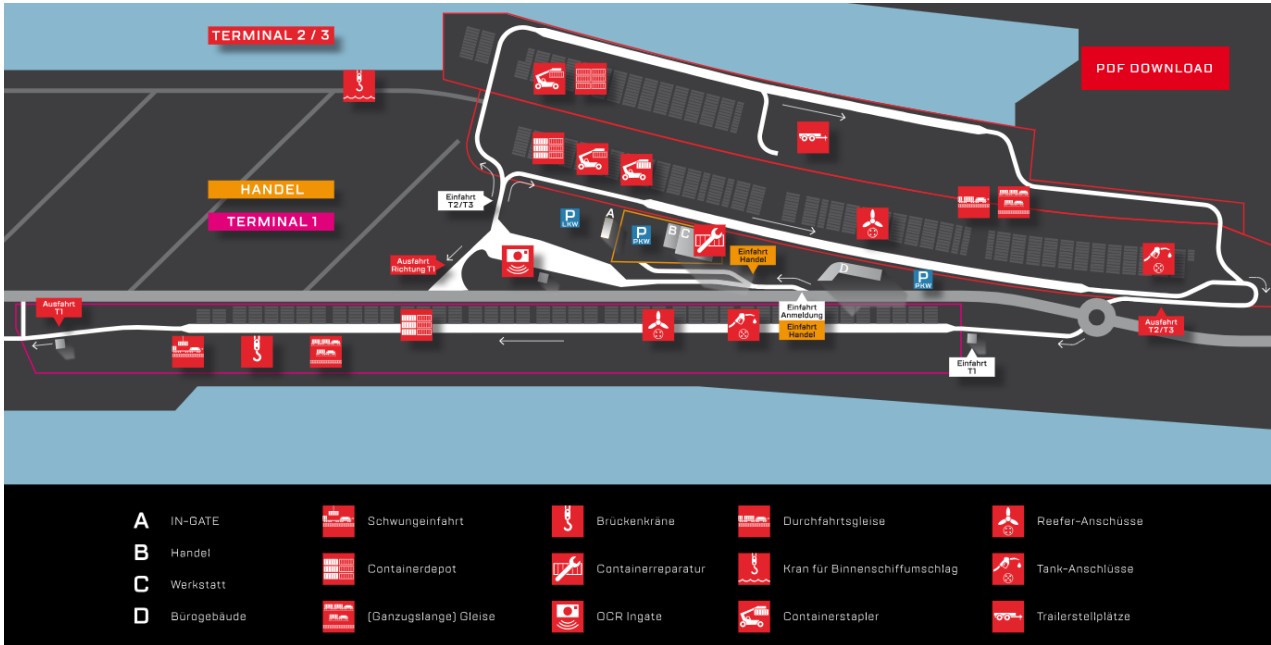 TERMINAL 2 / 3
PDF DOWNLOAD
HANDEL
TERMINAL 1
Einfahrt
T2/T3
P
LKW
A
P
PKW
B C
Einfahrt
Handel
Ausfahrt
Richtung T1
D
P
PKW
Ausfahrt
T1
Einfahrt
Anmeldung
Einfahrt
Handel
Ausfahrt
T2/T3
Einfahrt
T1
A IN-GATE
B Handel
C Werkstatt
D Bürogebäude
Schwungeinfahrt
Containerdepot
(Ganzugslange) Gleise
Brückenkräne
Containerreparatur
OCR Ingate
Durchfahrtsgleise
Kran für Binnenschiffumschlag
Containerstapler
Reefer-Anschüsse
Tank-Anschlüsse
Trailerstellplätze